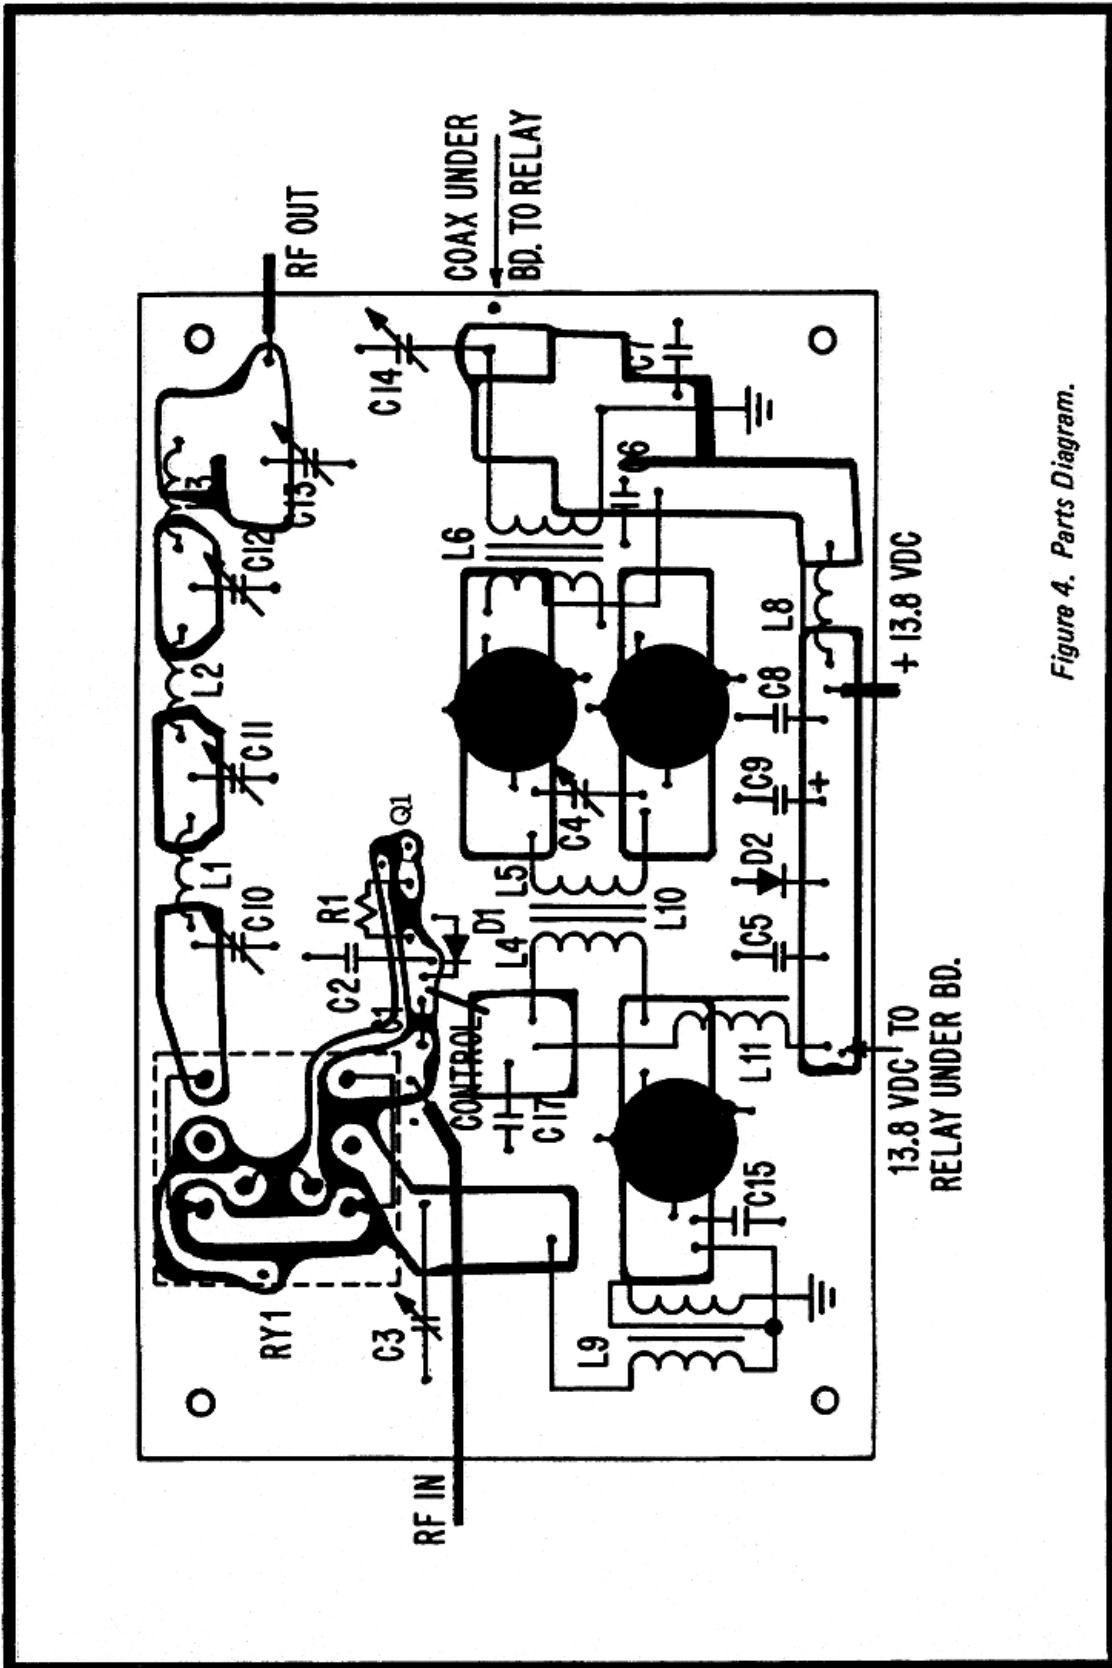 RF OUT
COAX UNDER
BD. TO RELAY
C14
C7
C13
L3
C12
C6
L6
L2
L8
+ 13.8 VDC
C11
C8
C9
+
C4
Q1
L1
L5
D2
R1
C10
D1
L10
L4
C5
C2
C1
CONTROL
C17
L11
13.8 VDC TO
RELAY UNDER BD.
C15
RY1
C3
L9
RF IN
Figure 4. Parts Diagram.